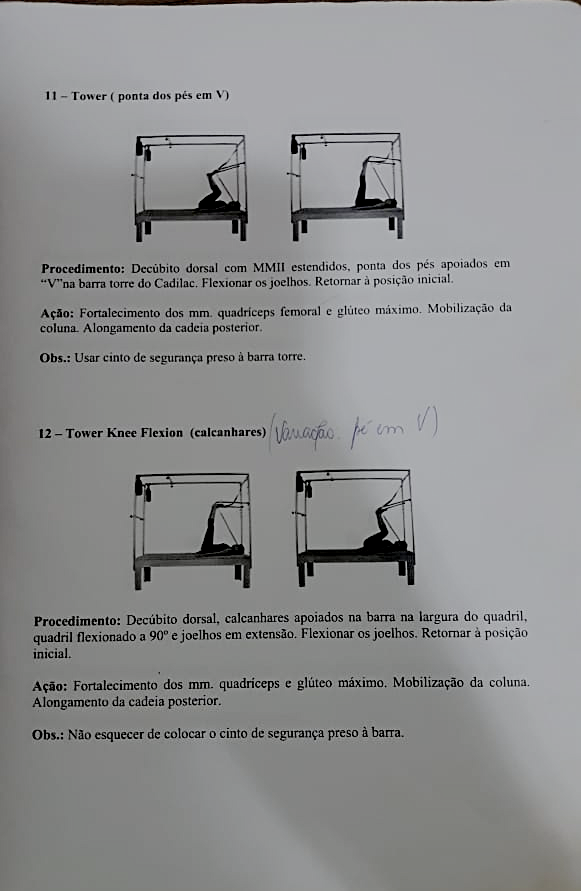 11 – Tower ( ponta dos pés em V)
Procedimento: Decúbito dorsal com MMII estendidos, ponta dos pés apoiados em
“V”na barra torre do Cadilac. Flexionar os joelhos. Retornar à posição inicial.
Ação: Fortalecimento dos mm. quadríceps femoral e glúteo máximo. Mobilização da
coluna. Alongamento da cadeia posterior.
Obs.: Usar cinto de segurança preso à barra torre.
12 – Tower Knee Flexion (calcanhares) (Variação: pé em V)
Procedimento: Decúbito dorsal, calcanhares apoiados na barra na largura do quadril,
quadril flexionado a 90º e joelhos em extensão. Flexionar os joelhos. Retornar à posição
inicial.
Ação: Fortalecimento dos mm. quadríceps e glúteo máximo. Mobilização da coluna.
Alongamento da cadeia posterior.
Obs.: Não esquecer de colocar o cinto de segurança preso à barra.